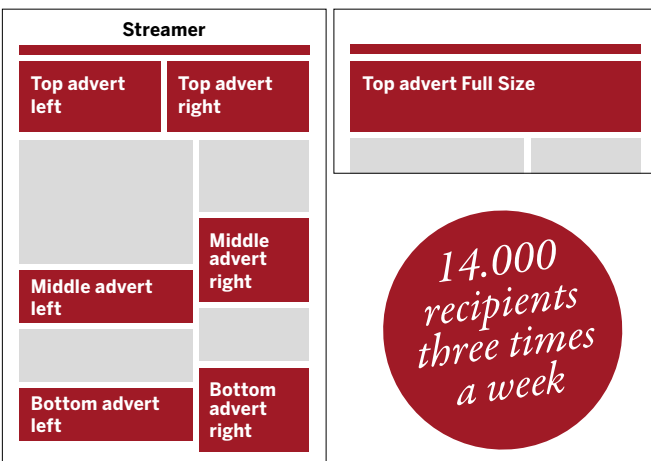 Streamer
Top advert
left
Top advert
right
Middle
advert
right
Middle advert
left
Bottom advert
left
Bottom
advert
right
Top advert Full Size
14.000
recipients
three times
a week